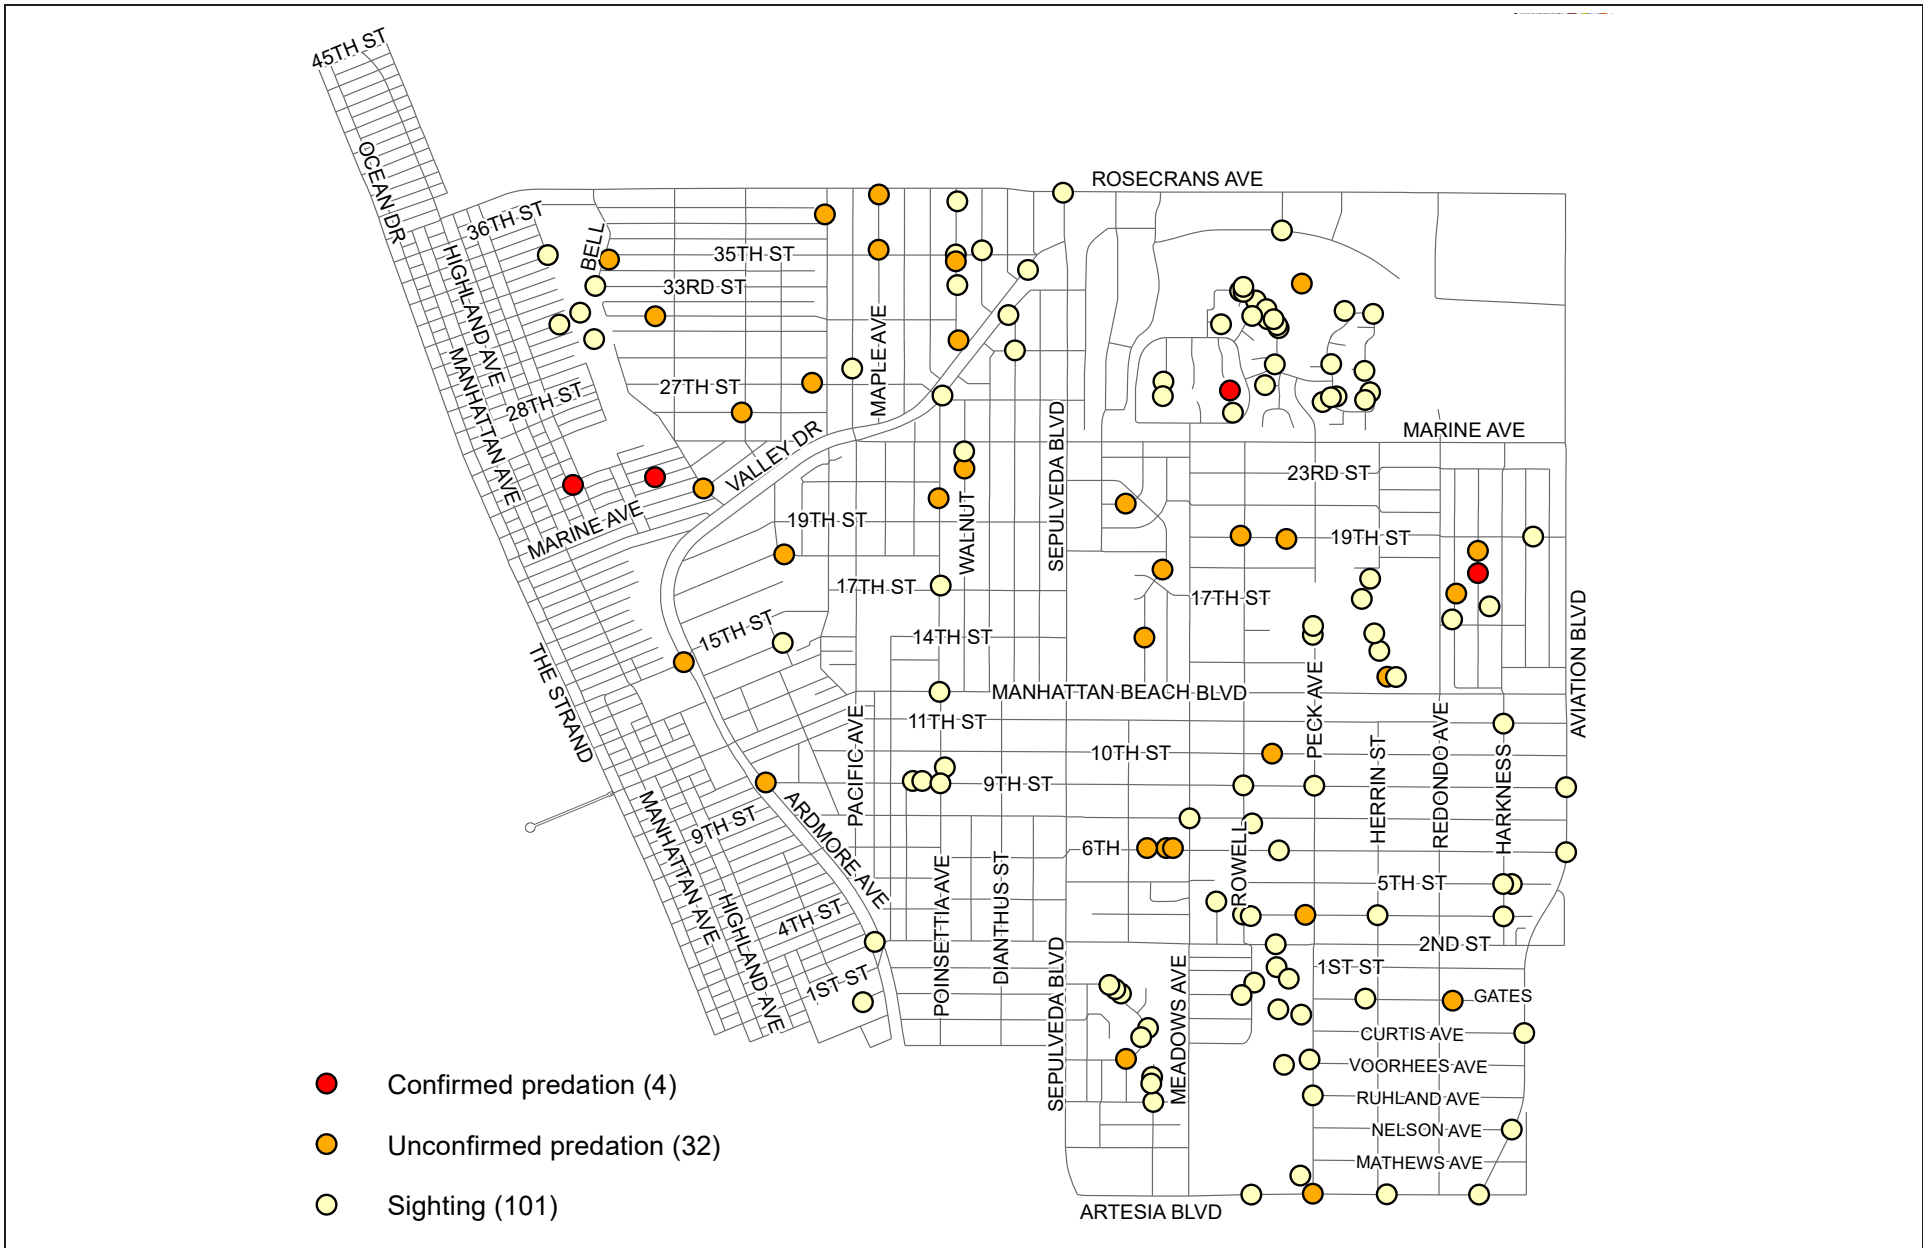 45TH ST
ROSECRANS AVE
OCEAN DR
36TH ST
BELL
35TH ST
HIGHLAND AVE
33RD ST
MAPLE AVE
MANHATTAN AVE
27TH ST
28TH ST
SEPULVEDA BLVD
MARINE AVE
VALLEY DR
23RD ST
WALNUT
MARINE AVE
19TH ST
19TH ST
17TH ST
17TH ST
AVIATION BLVD
15TH ST
14TH ST
THE STRAND
MANHATTAN BEACH BLVD
PECK AVE
11TH ST
PACIFIC AVE
10TH ST
HERRIN ST
REDONDO AVE
HARKNESS
9TH ST
MANHATTAN AVE
9TH ST
ARDMORE AVE
6TH
ROWELL
5TH ST
POINSETTIA AVE
DIANTHUS ST
HIGHLAND AVE
4TH ST
2ND ST
SEPULVEDA BLVD
MEADOWS AVE
1ST ST
1ST ST
GATES
CURTIS AVE
VOORHEES AVE
RUHLAND AVE
NELSON AVE
MATHEWS AVE
ARTESIA BLVD
Confirmed predation (4)
Unconfirmed predation (32)
Sighting (101)